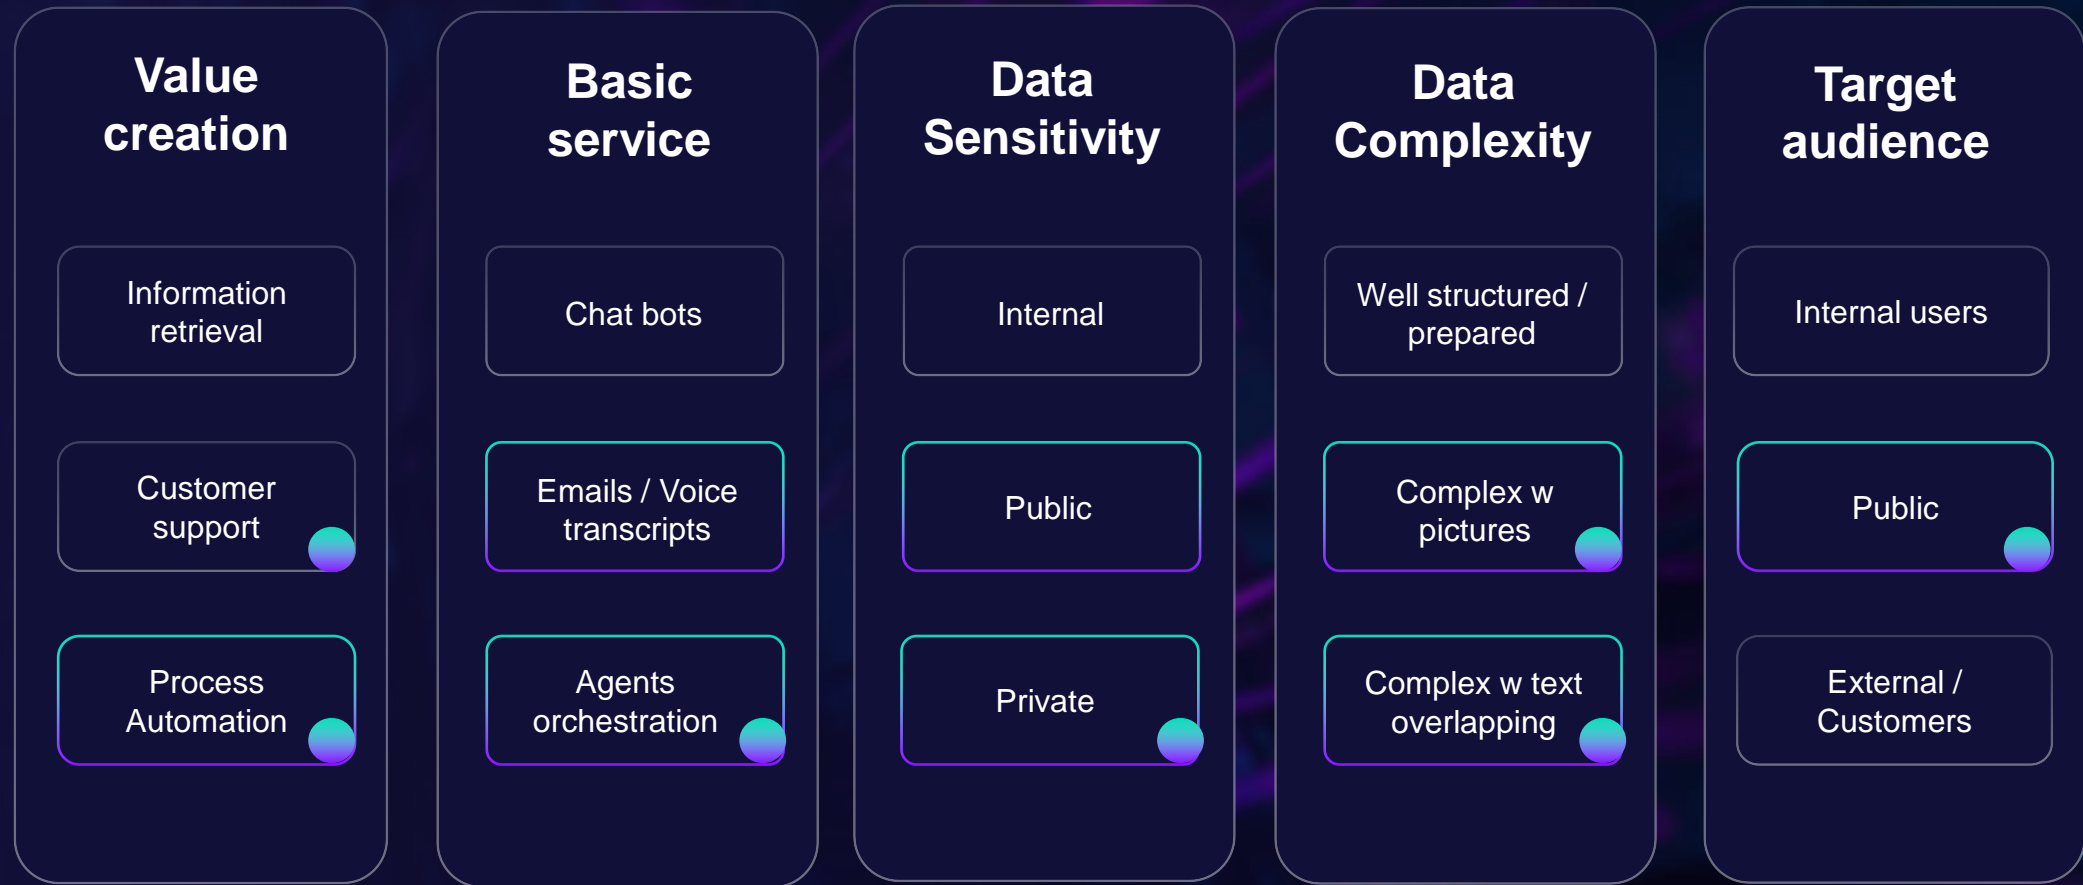 Value
creation
Information
retrieval
Customer
support
Process
Automation
Basic
service
Chat bots
Emails / Voice
transcripts
Agents
orchestration
Data
Sensitivity
Internal
Public
Private
Data
Complexity
Well structured /
prepared
Complex w
pictures
Complex w text
overlapping
Target
audience
Internal users
Public
External /
Customers